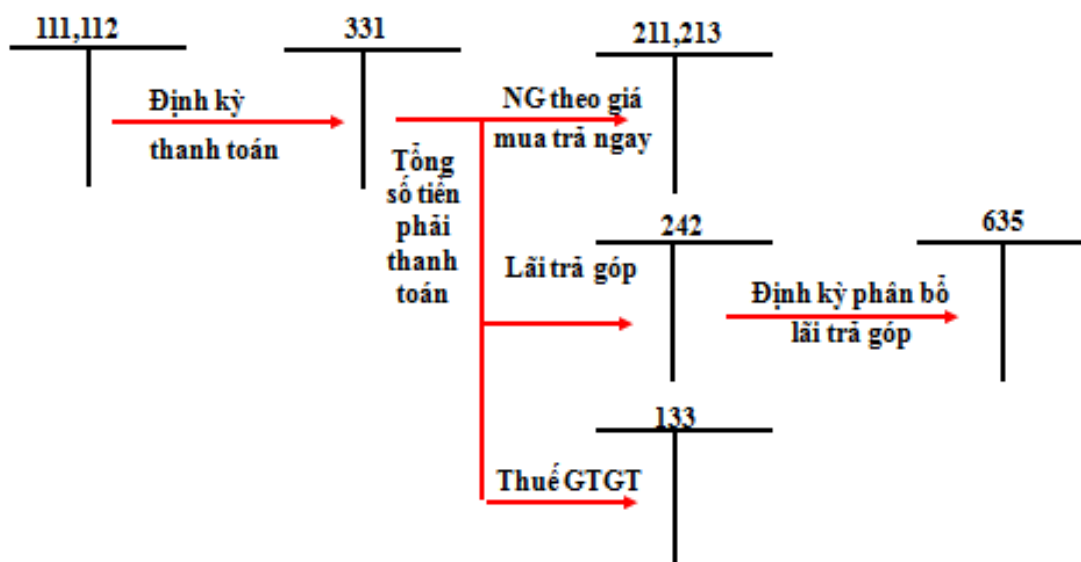 111,112
331
211,213
Định kỳ
thanh toán
NG theo giá
mua trả ngay
Tổng
số tiền
phải
thanh
toán
242
635
Lãi trả góp
Định kỳ phân bổ
lãi trả góp
133
Thuế GTGT